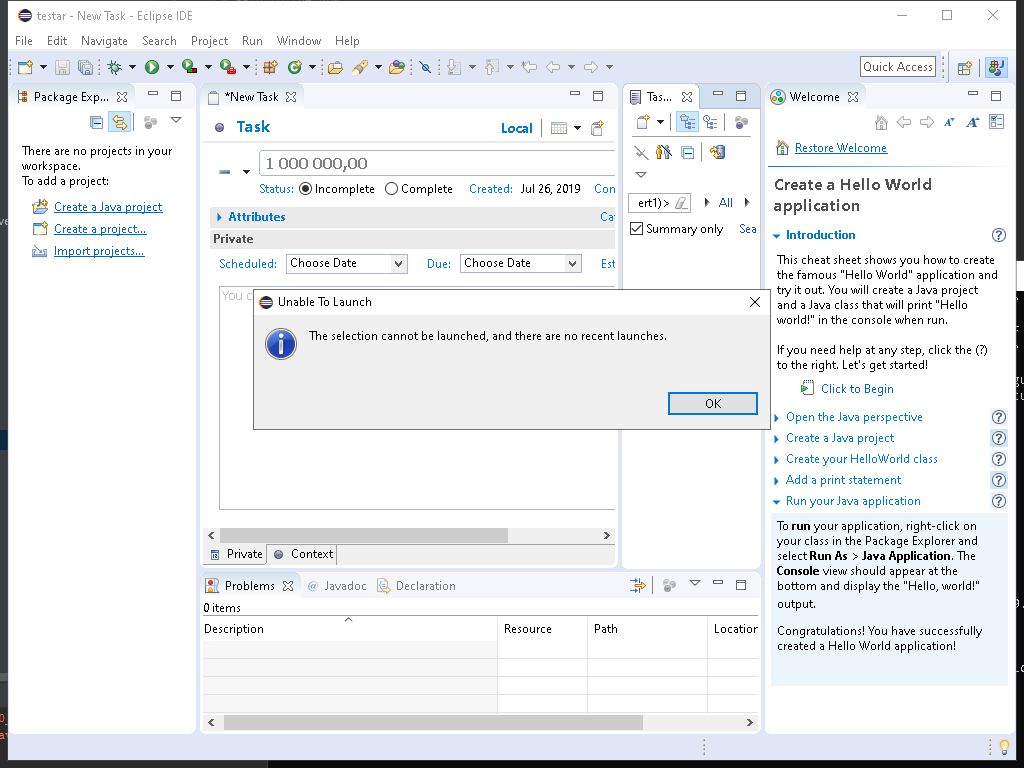 testar - New Task - Eclipse IDE
File Edit Navigate Search Project Run Window Help
Quick Access
Package Exp...
There are no projects in your
workspace.
To add a project:
Create a Java project
Create a project...
Import projects...
*New Task
Task
Local
1 000 000,00
Status: Incomplete Complete Created: Jul 26, 2019 Con
Attributes Ca
Private
Scheduled: Choose Date Due: Choose Date Est
You c
Private Context
Tas...
ert1)> All
Summary only Sea
Unable To Launch
The selection cannot be launched, and there are no recent launches.
OK
Problems @ Javadoc Declaration
0 items
Description Resource Path Location
Welcome
Restore Welcome
Create a Hello World
application
Introduction
This cheat sheet shows you how to create
the famous "Hello World" application and
try it out. You will create a Java project
and a Java class that will print "Hello
world!" in the console when run.
If you need help at any step, click the (?)
to the right. Let's get started!
Click to Begin
Open the Java perspective
Create a Java project
Create your HelloWorld class
Add a print statement
Run your Java application
To run your application, right-click on
your class in the Package Explorer and
select Run As > Java Application. The
Console view should appear at the
bottom and display the "Hello, world!"
output.
Congratulations! You have successfully
created a Hello World application!